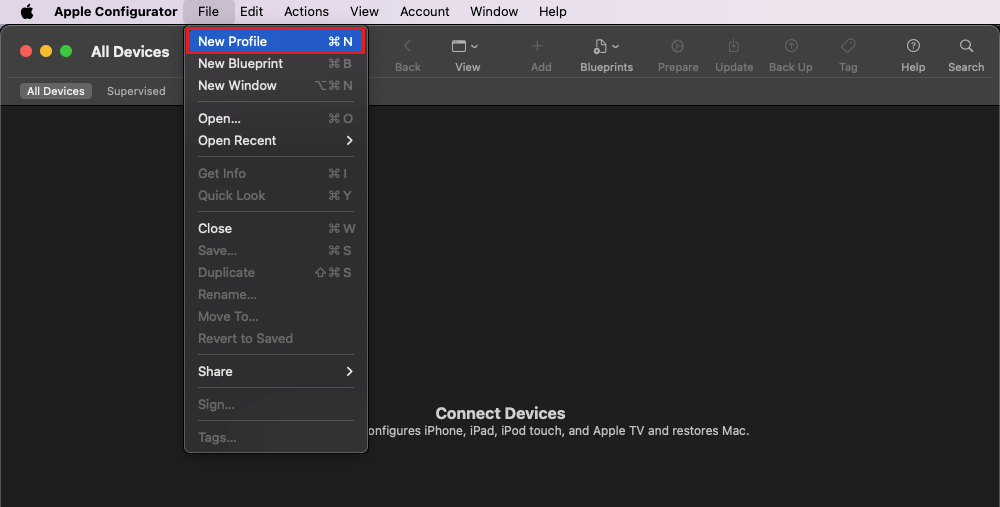 Apple Configurator File Edit Actions View Account Window Help
All Devices
Back View Add Blueprints Prepare Update Back Up Tag Help Search
All Devices Supervised
New Profile ⌘ N
New Blueprint ⌘ B
New Window ⌥⌘ N
Open... ⌘ O
Open Recent
Get Info ⌘ I
Quick Look ⌘ Y
Close ⌘ W
Save... ⌘ S
Duplicate ⇧⌘ S
Rename...
Move To...
Revert to Saved
Share
Sign...
Tags...
Connect Devices
onfigures iPhone, iPad, iPod touch, and Apple TV and restores Mac.